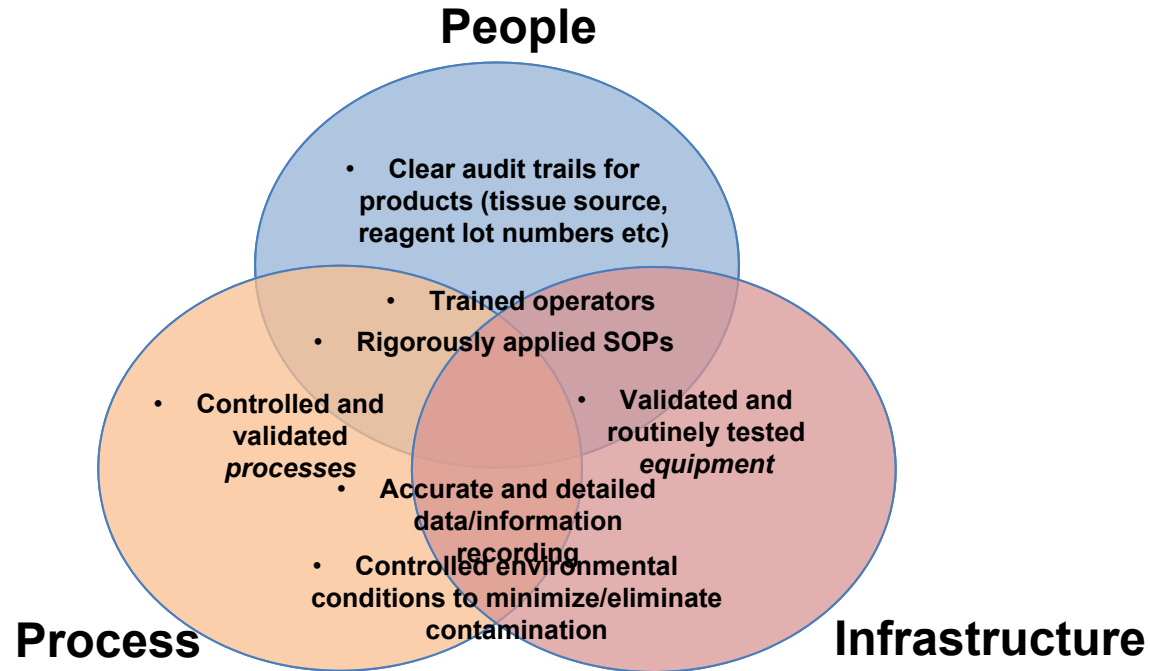 People
• Clear audit trails for
products (tissue source,
reagent lot numbers etc)
• Trained operators
• Rigorously applied SOPs
• Controlled and
validated
processes
• Validated and
routinely tested
equipment
• Accurate and detailed
data/information
recording
• Controlled environmental
conditions to minimize/eliminate
contamination
Process
Infrastructure